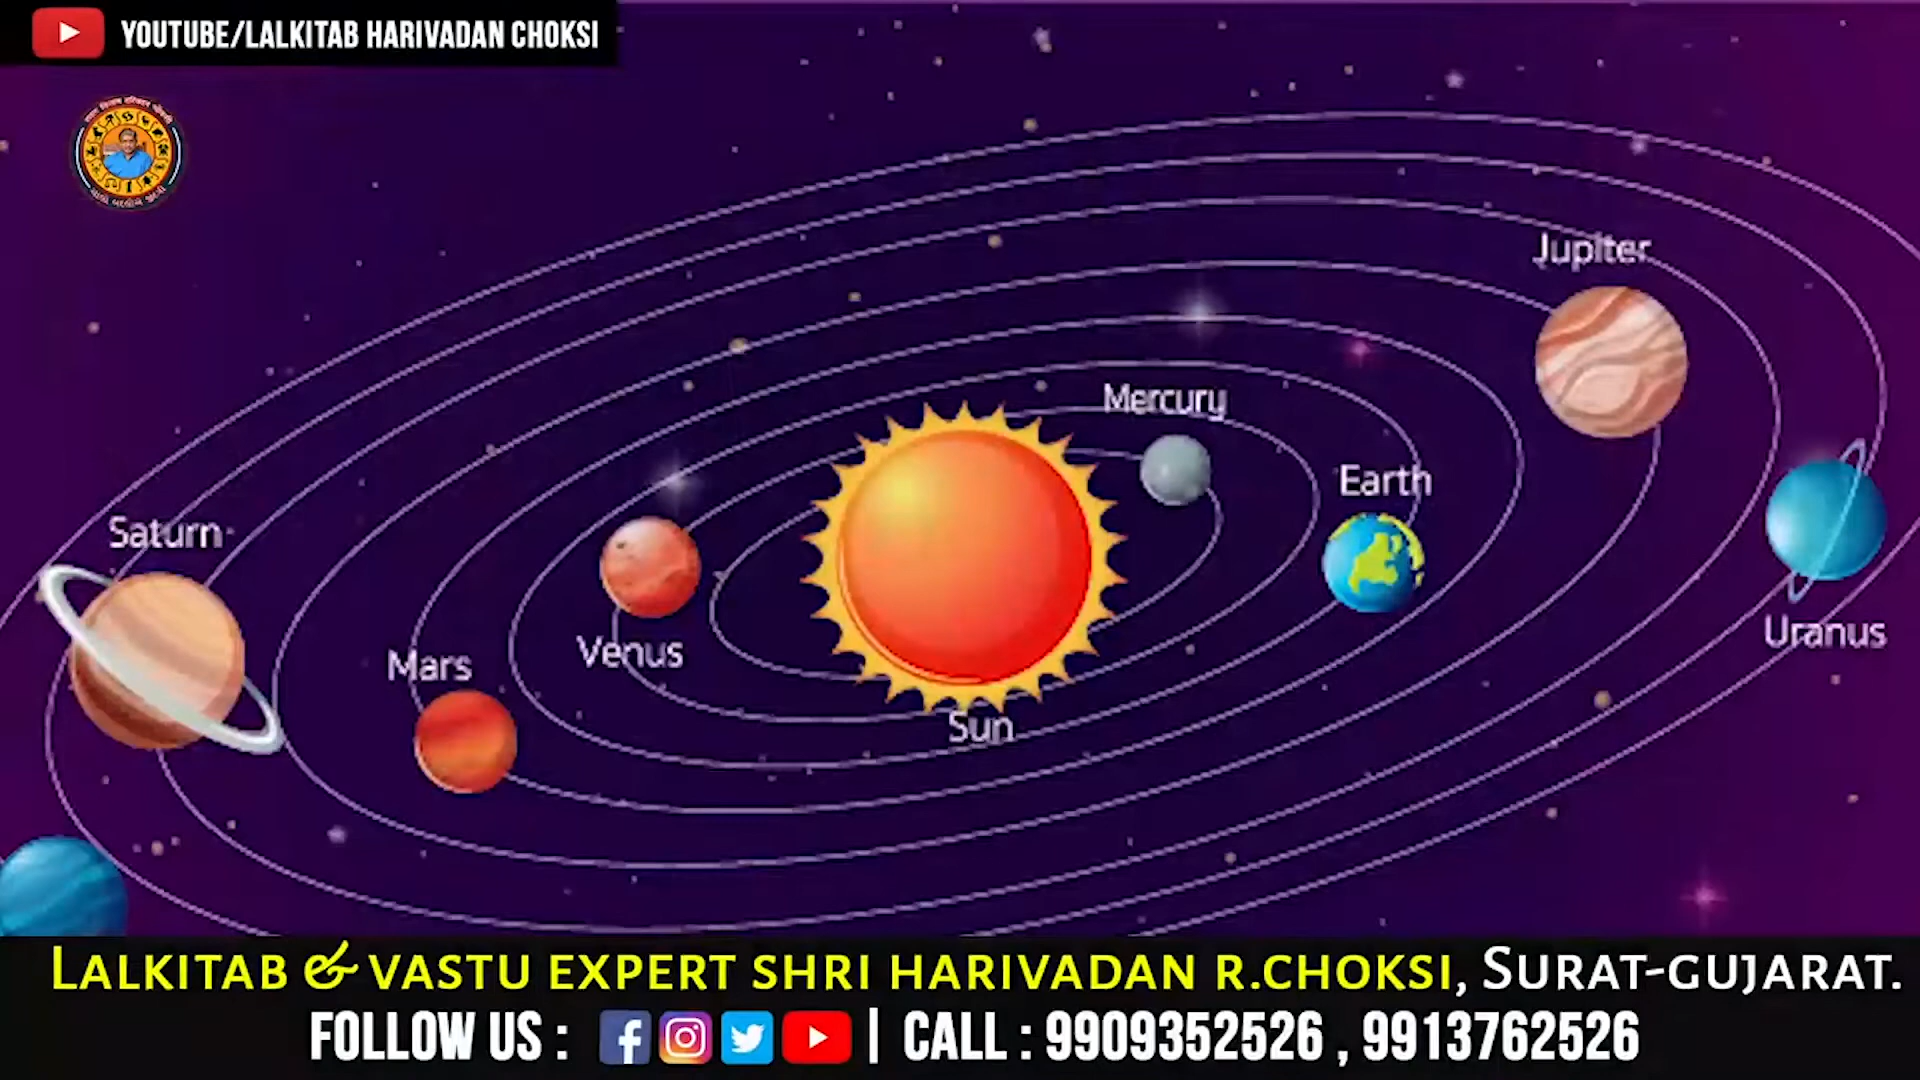 YOUTUBE/LALKITAB HARIVADAN CHOKSI
Jupiter
Mercury
Earth
Saturn
Uranus
Venus
Mars
Sun
LALKITAB & VASTU EXPERT SHRI HARIVADAN R.CHOKSI, SURAT-GUJARAT.
FOLLOW US : | CALL : 9909352526 , 9913762526